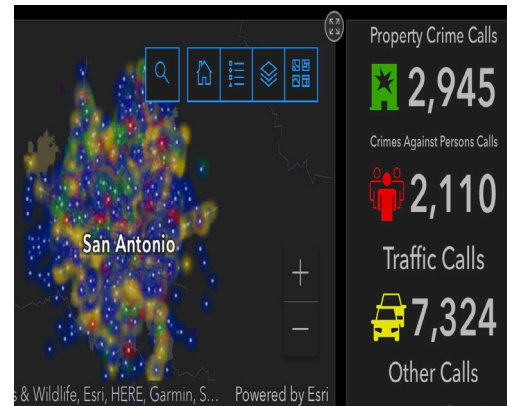 San Antonio
s & Wildlife, Esri, HERE, Garmin, S... Powered by Esri
Property Crime Calls
2,945
Crimes Against Persons Calls
2,110
Traffic Calls
7,324
Other Calls